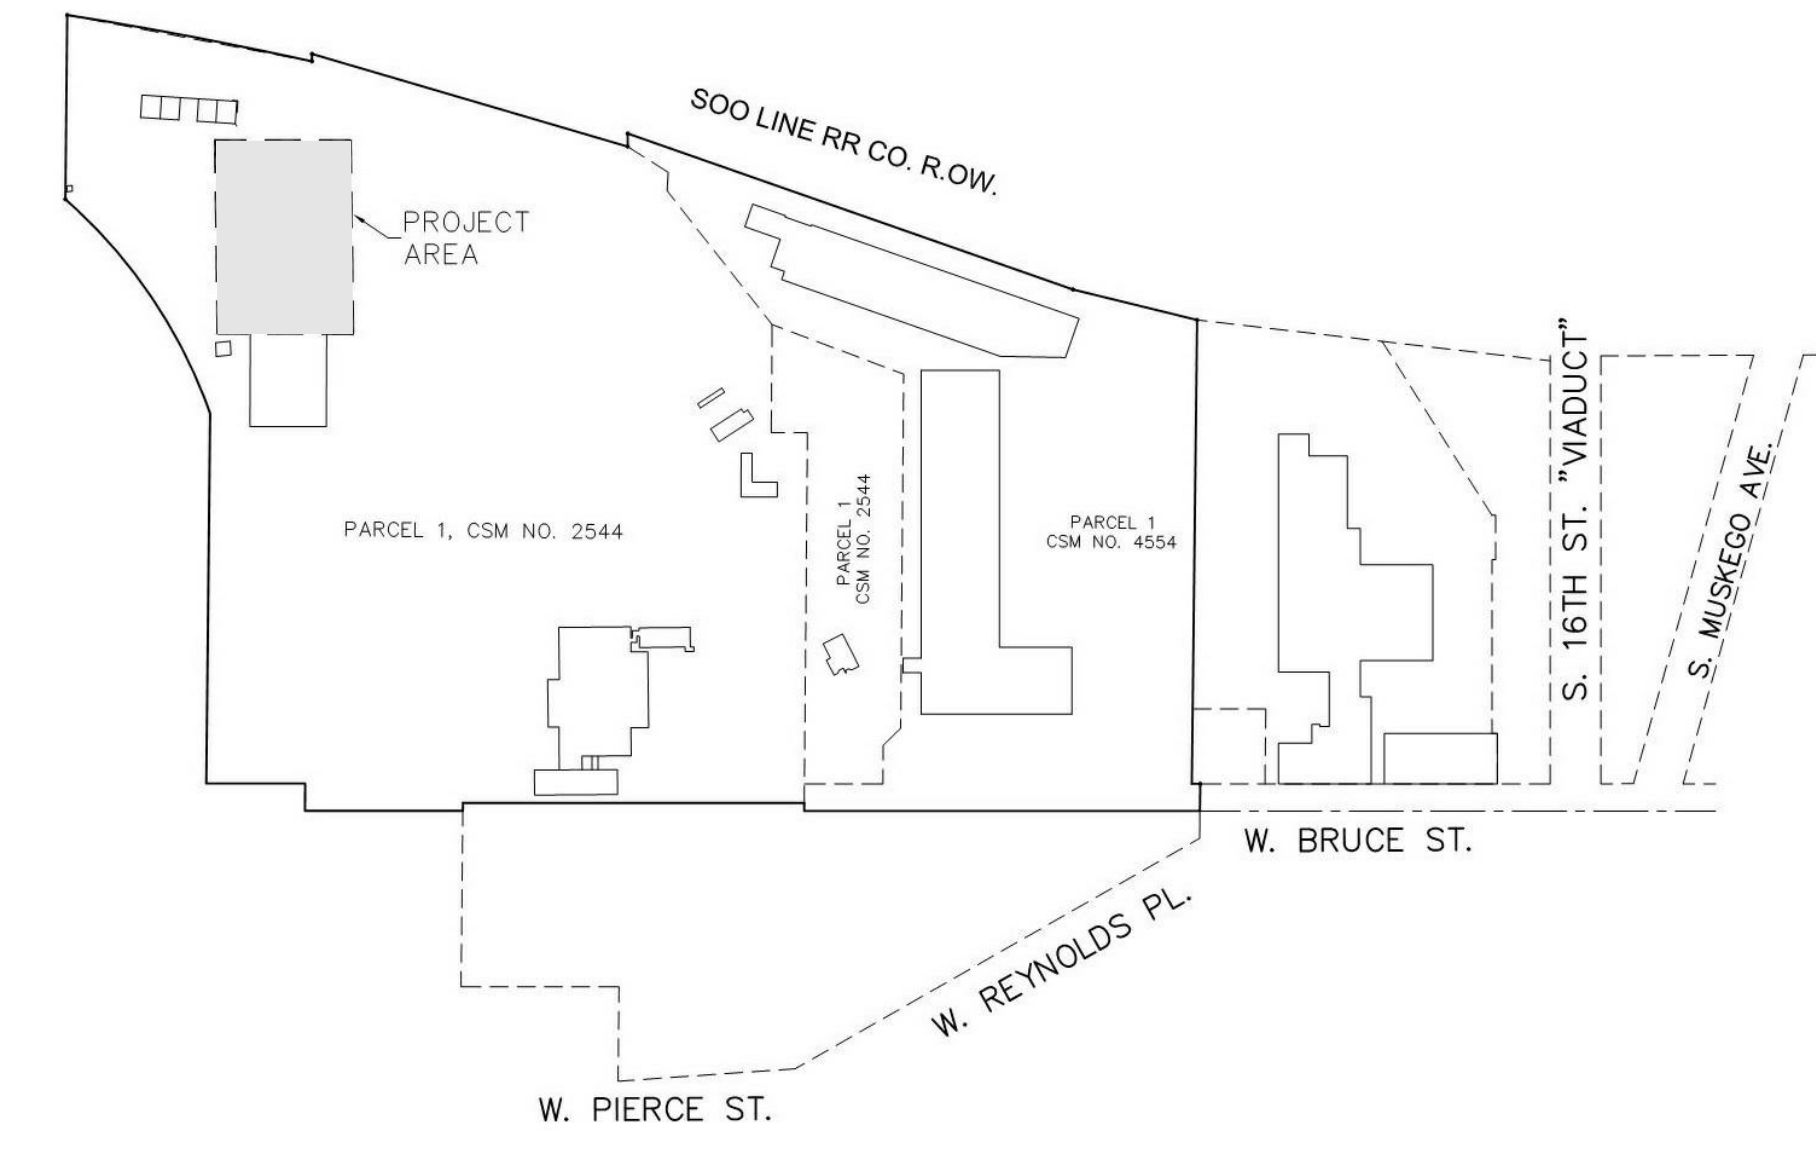 SOO LINE RR CO. R.OW.
PROJECT
AREA
PARCEL 1, CSM NO. 2544
PARCEL 1
CSM NO. 2544
PARCEL 1
CSM NO. 4554
S. 16TH ST. "VIADUCT"
S. MUSKEGO AVE.
W. BRUCE ST.
W. REYNOLDS PL.
W. PIERCE ST.